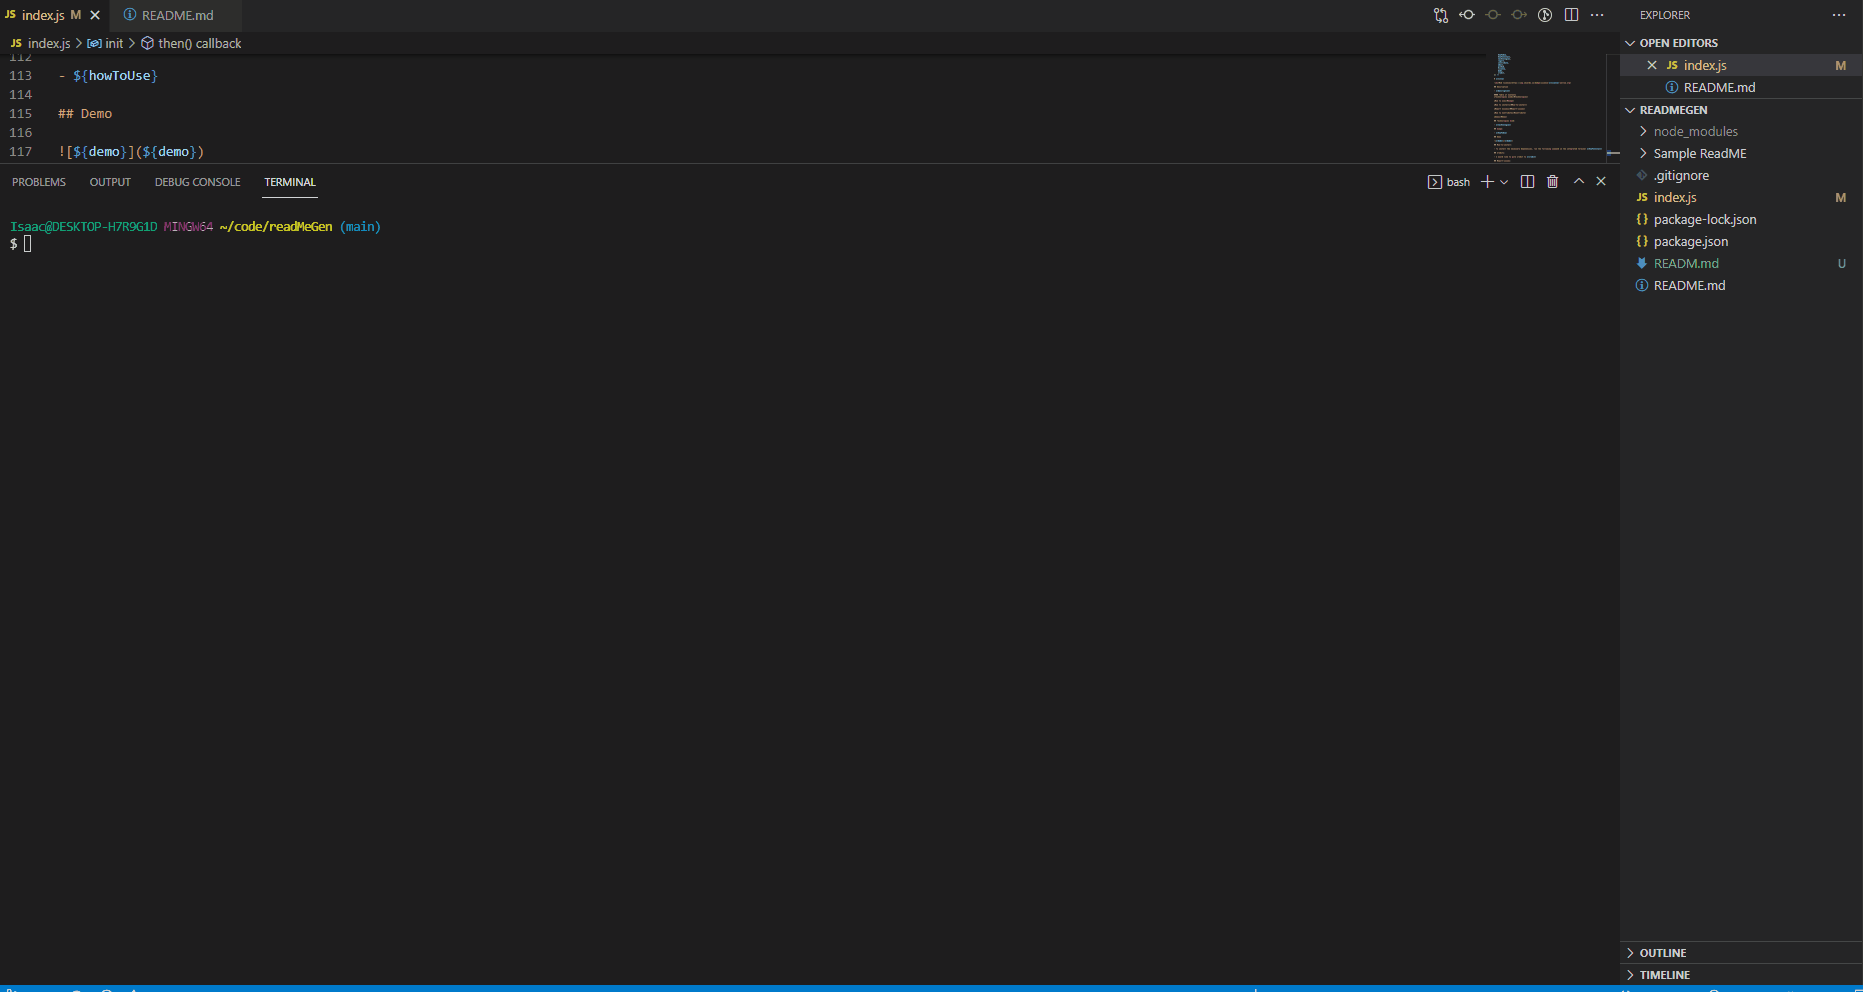 JS index.js M
README.md
JS index.js > init > then() callback
112
113 - ${howToUse}
114
115 ## Demo
116
117 ![${demo}](${demo})
PROBLEMS OUTPUT DEBUG CONSOLE TERMINAL
bash
Isaac@DESKTOP-H7R9G1D MINGW64 ~/code/readMeGen (main)
$
EXPLORER
OPEN EDITORS
JS index.js M
README.md
READMEGEN
node_modules
Sample ReadME
.gitignore
JS index.js M
{} package-lock.json
{} package.json
READM.md U
README.md
OUTLINE
TIMELINE